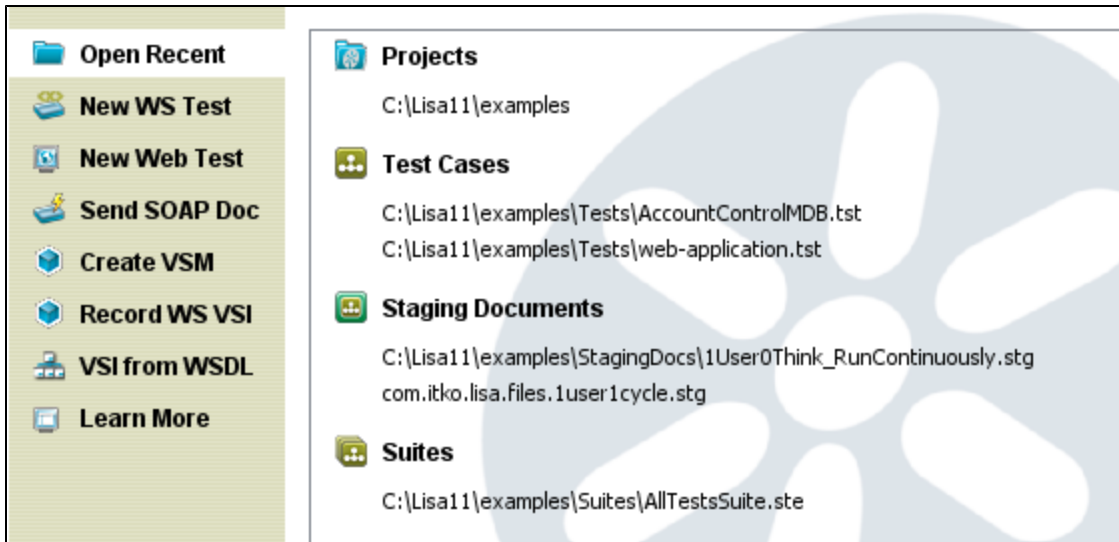 Open Recent
New WS Test
New Web Test
Send SOAP Doc
Create VSM
Record WS VSI
VSI from WSDL
Learn More
Projects
C:\Lisa11\examples
Test Cases
C:\Lisa11\examples\Tests\AccountControlMDB.tst
C:\Lisa11\examples\Tests\web-application.tst
Staging Documents
C:\Lisa11\examples\StagingDocs\1User0Think_RunContinuously.stg
com.itko.lisa.files.1user1cycle.stg
Suites
C:\Lisa11\examples\Suites\AllTestsSuite.ste